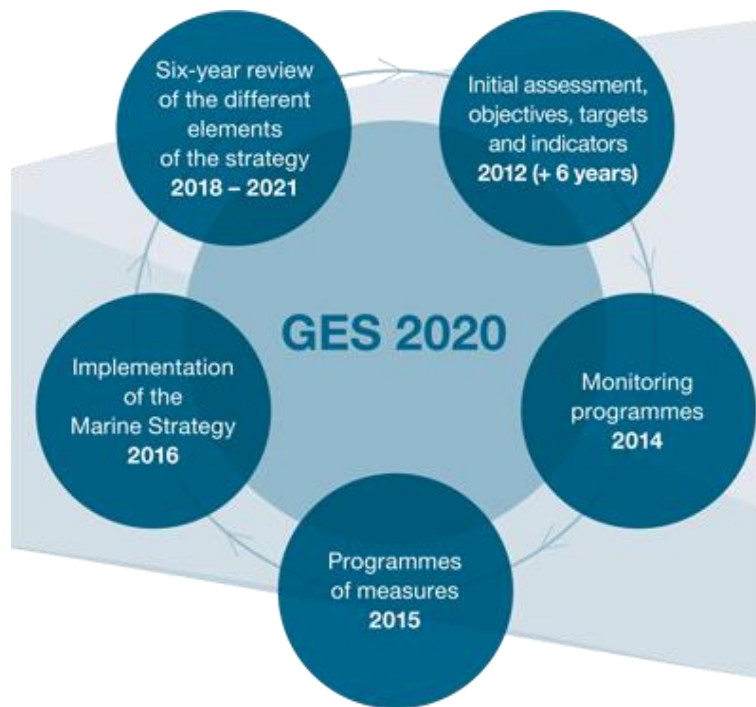 Six-year review
of the different
elements
of the strategy
2018 – 2021
Initial assessment,
objectives, targets
and indicators
2012 (+ 6 years)
GES 2020
Implementation
of the
Marine Strategy
2016
Monitoring
programmes
2014
Programmes
of measures
2015